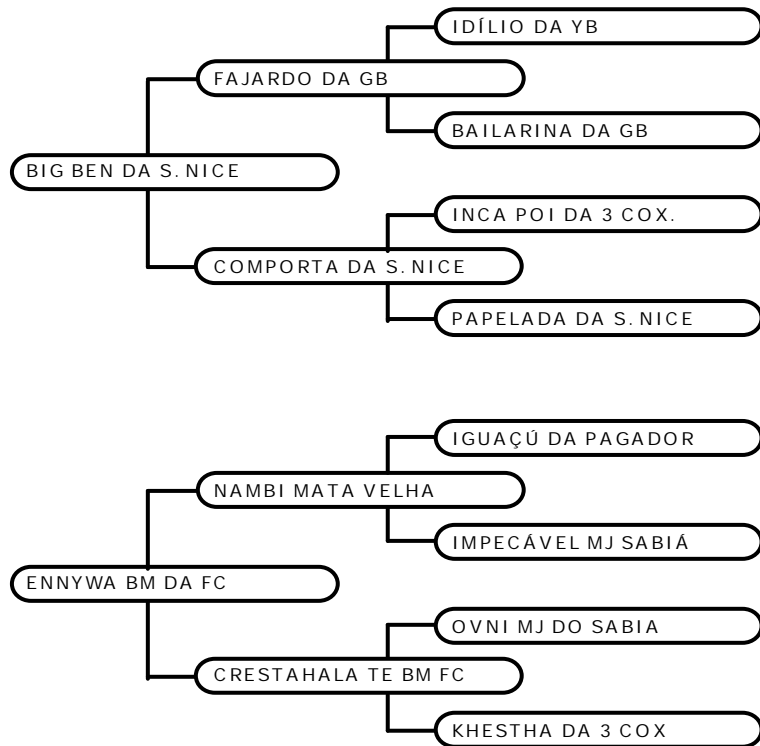 IDÍLIO DA YB
FAJARDO DA GB
BAILARINA DA GB
BIG BEN DA S. NICE
INCA POI DA 3 COX.
COMPORTA DA S. NICE
PAPELADA DA S. NICE
IGUAÇÚ DA PAGADOR
NAMBI MATA VELHA
IMPECÁVEL MJ SABIÁ
ENNYWA BM DA FC
OVNI MJ DO SABIA
CRESTAHALA TE BM FC
KHESTHA DA 3 COX